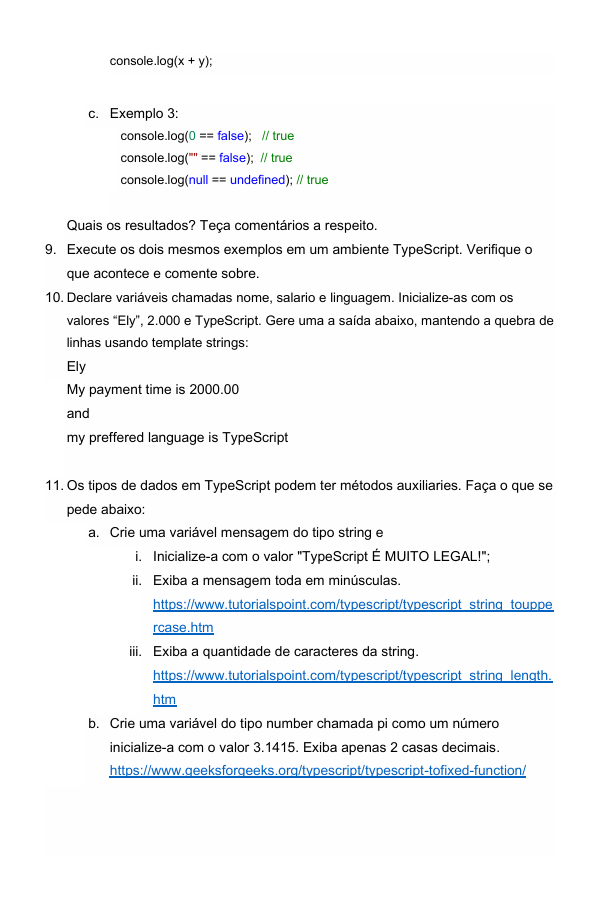 console.log(x + y);
c. Exemplo 3:
console.log(0 == false); // true
console.log("" == false); // true
console.log(null == undefined); // true
Quais os resultados? Teça comentários a respeito.
9. Execute os dois mesmos exemplos em um ambiente TypeScript. Verifique o
que acontece e comente sobre.
10. Declare variáveis chamadas nome, salario e linguagem. Inicialize-as com os
valores “Ely”, 2.000 e TypeScript. Gere uma a saída abaixo, mantendo a quebra de
linhas usando template strings:
Ely
My payment time is 2000.00
and
my preffered language is TypeScript
11. Os tipos de dados em TypeScript podem ter métodos auxiliaries. Faça o que se
pede abaixo:
a. Crie uma variável mensagem do tipo string e
i. Inicialize-a com o valor "TypeScript É MUITO LEGAL!";
ii. Exiba a mensagem toda em minúsculas.
https://www.tutorialspoint.com/typescript/typescript_string_touppe
rcase.htm
iii. Exiba a quantidade de caracteres da string.
https://www.tutorialspoint.com/typescript/typescript_string_length.
htm
b. Crie uma variável do tipo number chamada pi como um número
inicialize-a com o valor 3.1415. Exiba apenas 2 casas decimais.
https://www.geeksforgeeks.org/typescript/typescript-tofixed-function/